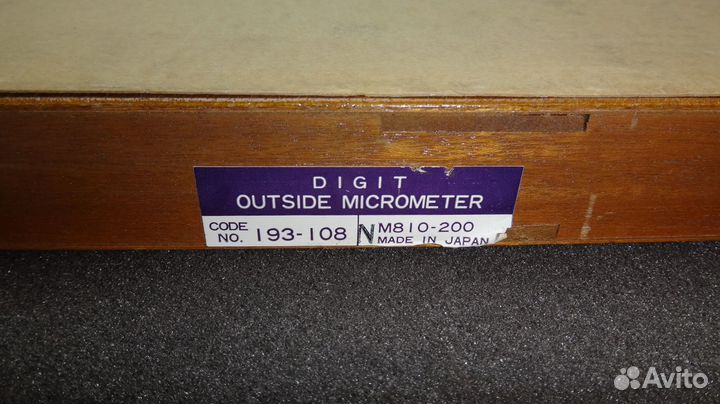 DIGIT
OUTSIDE MICROMETER
CODE NO. 193-108
N M810-200
MADE IN JAPAN
Avito